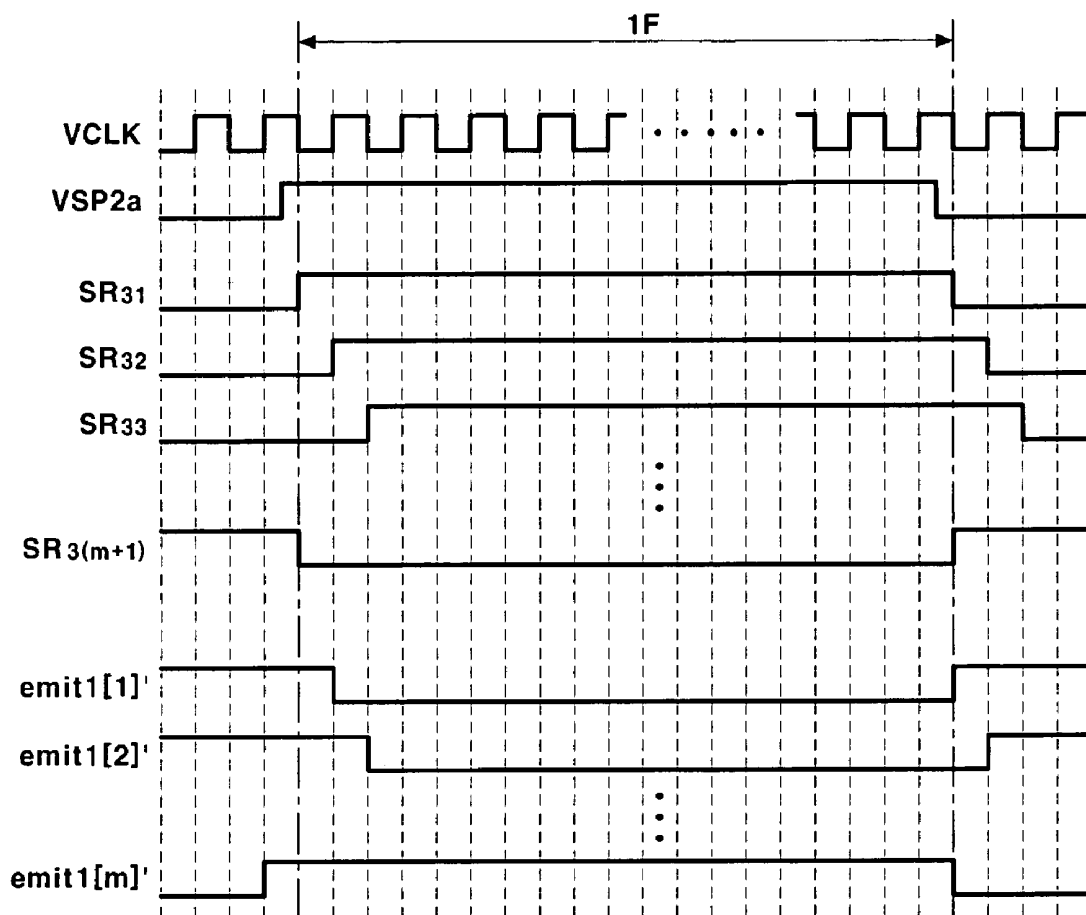 1F
VCLK
VSP2a
SR31
SR32
SR33
SR3(m+1)
emit1[1]'
emit1[2]'
emit1[m]'